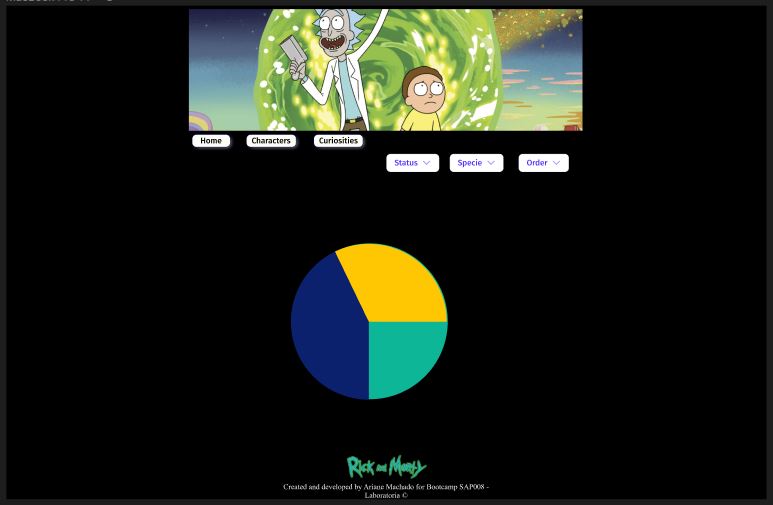 Home Characters Curiosities
Status Specie Order
Rick and Morty
Created and developed by Ariane Machado for Bootcamp SAP008 -
Laboratoria ©